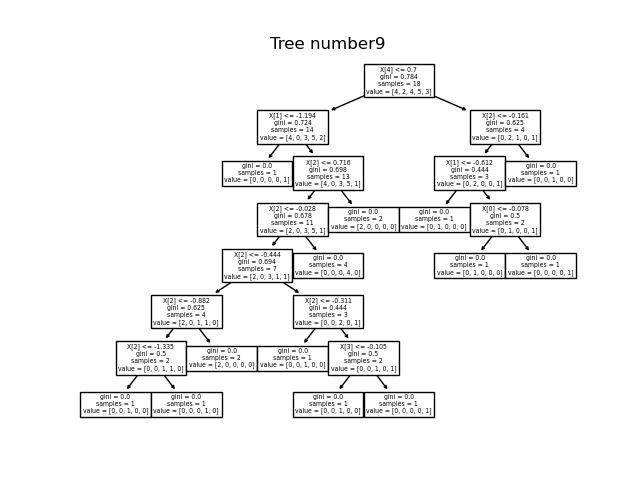 Tree number9
X[4] <= 0.7
gini = 0.784
samples = 18
value = [4, 2, 4, 5, 3]
X[1] <= -1.194
gini = 0.724
samples = 14
value = [4, 0, 3, 5, 2]
X[2] <= -0.161
gini = 0.625
samples = 4
value = [0, 2, 1, 0, 1]
gini = 0.0
samples = 1
value = [0, 0, 0, 0, 1]
X[2] <= 0.716
gini = 0.698
samples = 13
value = [4, 0, 3, 5, 1]
X[1] <= -0.612
gini = 0.444
samples = 3
value = [0, 2, 0, 0, 1]
gini = 0.0
samples = 1
value = [0, 0, 1, 0, 0]
X[2] <= -0.028
gini = 0.678
samples = 11
value = [2, 0, 3, 5, 1]
gini = 0.0
samples = 2
value = [2, 0, 0, 0, 0]
gini = 0.0
samples = 1
value = [0, 1, 0, 0, 0]
X[0] <= -0.078
gini = 0.5
samples = 2
value = [0, 1, 0, 0, 1]
X[2] <= -0.444
gini = 0.694
samples = 7
value = [2, 0, 3, 1, 1]
gini = 0.0
samples = 4
value = [0, 0, 0, 4, 0]
gini = 0.0
samples = 1
value = [0, 1, 0, 0, 0]
gini = 0.0
samples = 1
value = [0, 0, 0, 0, 1]
X[2] <= -0.882
gini = 0.625
samples = 4
value = [2, 0, 1, 1, 0]
X[2] <= -0.311
gini = 0.444
samples = 3
value = [0, 0, 2, 0, 1]
X[2] <= -1.335
gini = 0.5
samples = 2
value = [0, 0, 1, 1, 0]
gini = 0.0
samples = 2
value = [2, 0, 0, 0, 0]
gini = 0.0
samples = 1
value = [0, 0, 1, 0, 0]
X[3] <= -0.105
gini = 0.5
samples = 2
value = [0, 0, 1, 0, 1]
gini = 0.0
samples = 1
value = [0, 0, 1, 0, 0]
gini = 0.0
samples = 1
value = [0, 0, 0, 1, 0]
gini = 0.0
samples = 1
value = [0, 0, 1, 0, 0]
gini = 0.0
samples = 1
value = [0, 0, 0, 0, 1]